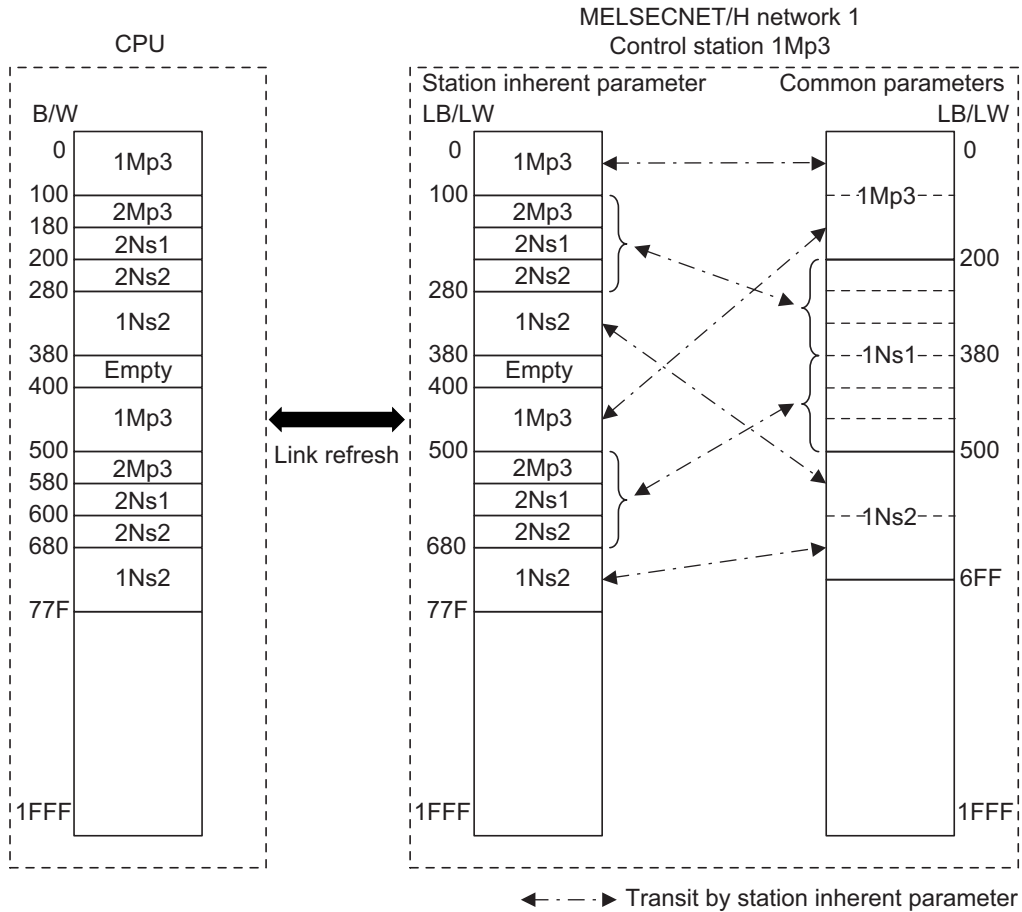 MELSECNET/H network 1
Control station 1Mp3
CPU
Station inherent parameter
Common parameters
B/W
LB/LW
LB/LW
0
1Mp3
100
2Mp3
180
2Ns1
200
2Ns2
280
1Ns2
380
Empty
400
1Mp3
500
2Mp3
580
2Ns1
600
2Ns2
680
1Ns2
77F
1FFF
Link refresh
0
1Mp3
100
2Mp3
2Ns1
2Ns2
280
1Ns2
380
Empty
400
1Mp3
500
2Mp3
2Ns1
2Ns2
680
1Ns2
77F
1FFF
0
1Mp3
200
1Ns1
380
500
1Ns2
6FF
1FFF
Transit by station inherent parameter